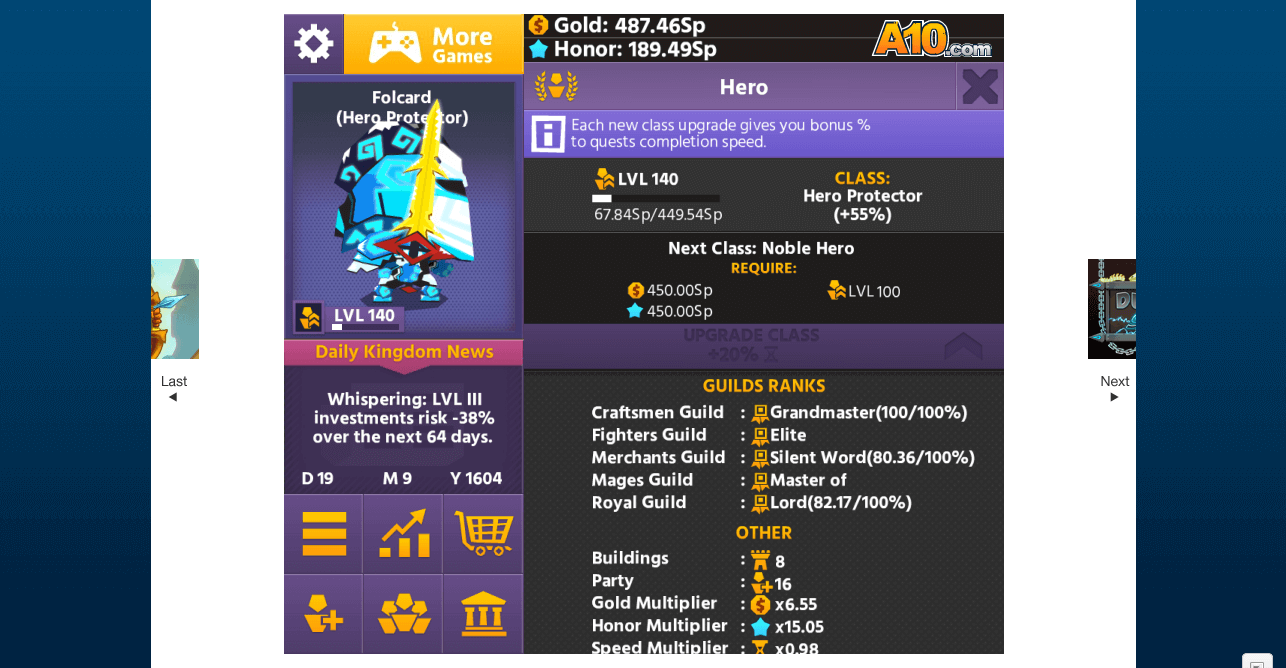 More
Games
Gold: 487.46Sp
Honor: 189.49Sp
A10.com
Folcard
(Hero Protector)
LVL 140
Daily Kingdom News
Whispering: LVL III
investments risk -38%
over the next 64 days.
D 19 M 9 Y 1604
Hero
Each new class upgrade gives you bonus %
to quests completion speed.
LVL 140
67.84Sp/449.54Sp
CLASS:
Hero Protector
(+55%)
Next Class: Noble Hero
REQUIRE:
450.00Sp
450.00Sp
LVL 100
UPGRADE CLASS
+20%
GUILDS RANKS
Craftsmen Guild : Grandmaster(100/100%)
Fighters Guild : Elite
Merchants Guild : Silent Word(80.36/100%)
Mages Guild : Master of
Royal Guild : Lord(82.17/100%)
OTHER
Buildings : 8
Party : 16
Gold Multiplier : x6.55
Honor Multiplier : x15.05
Speed Multiplier : x0.98
Last
◄
Next
►